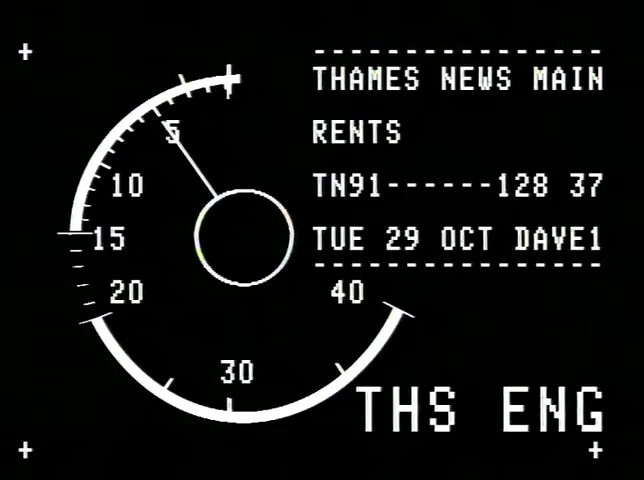 THAMES NEWS MAIN
RENTS
TN91------128 37
TUE 29 OCT DAVE1
5
10
15
20
30
40
THS ENG